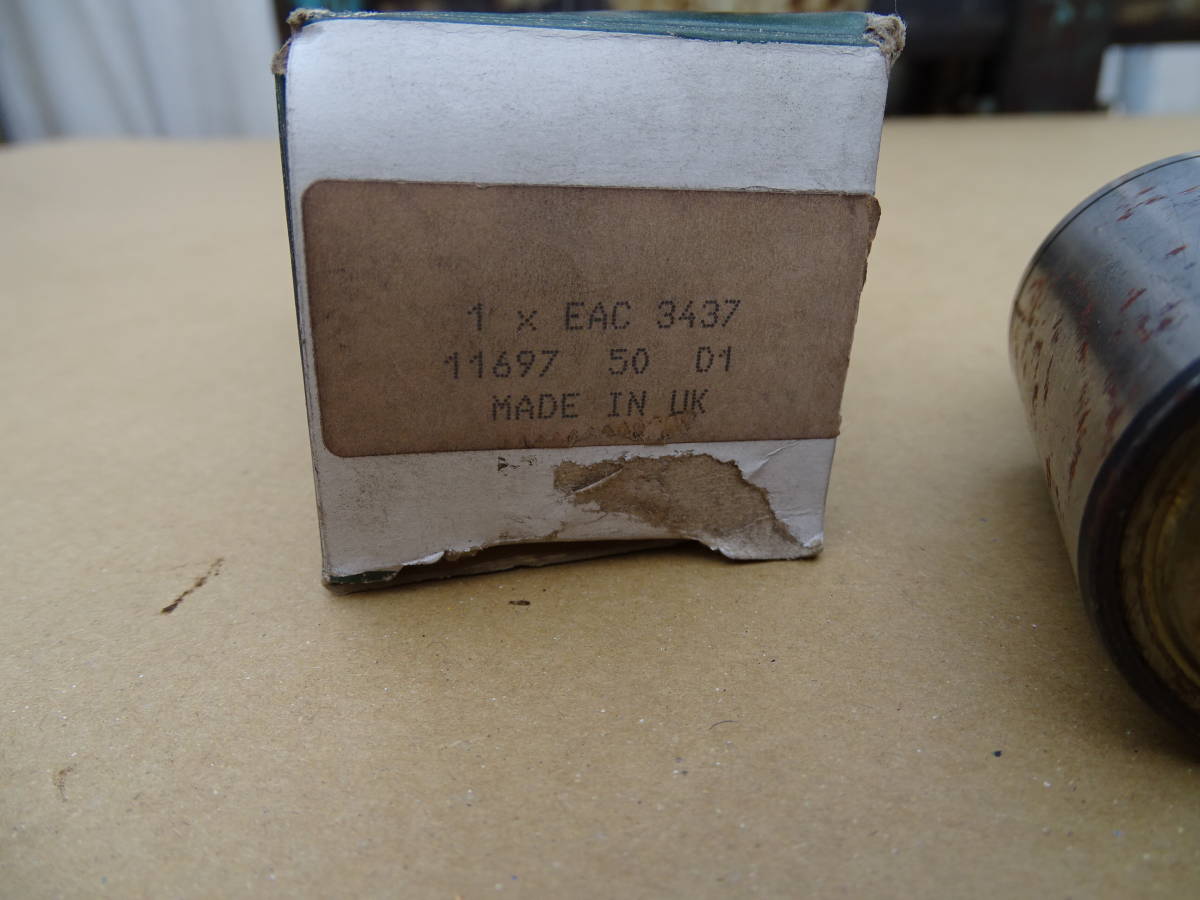 1 x EAC 3437
11697 50 D1
MADE IN UK